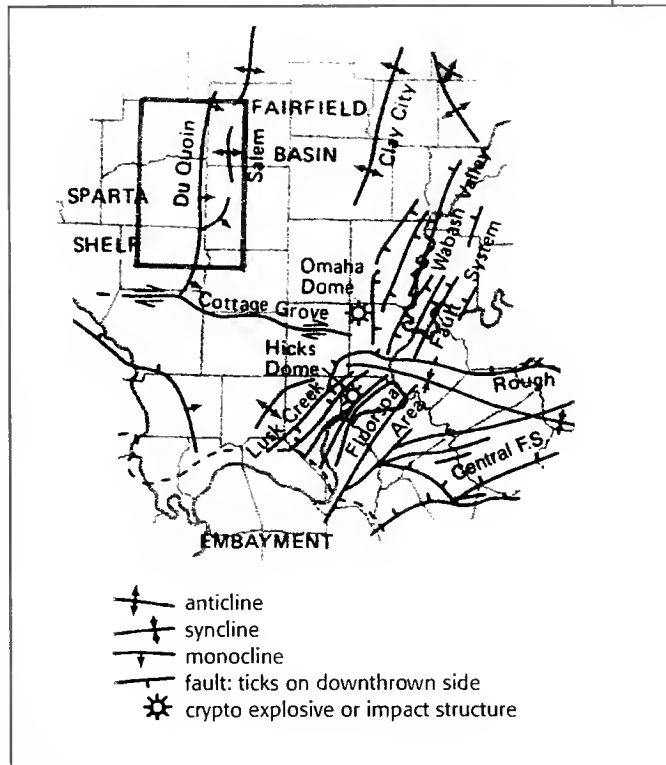 FAIRFIELD
Clay City
Du Quoin
Salem
BASIN
SPARTA
Wabash Valley
SHELF
Omaha
Dome
System
Fault
Cottage Grove
Hicks
Dome
Rough
Lusk Creek
Fldorspar
Area
Central F.S.
EMBAYMENT
anticline
syncline
monocline
fault: ticks on downthrown side
crypto explosive or impact structure